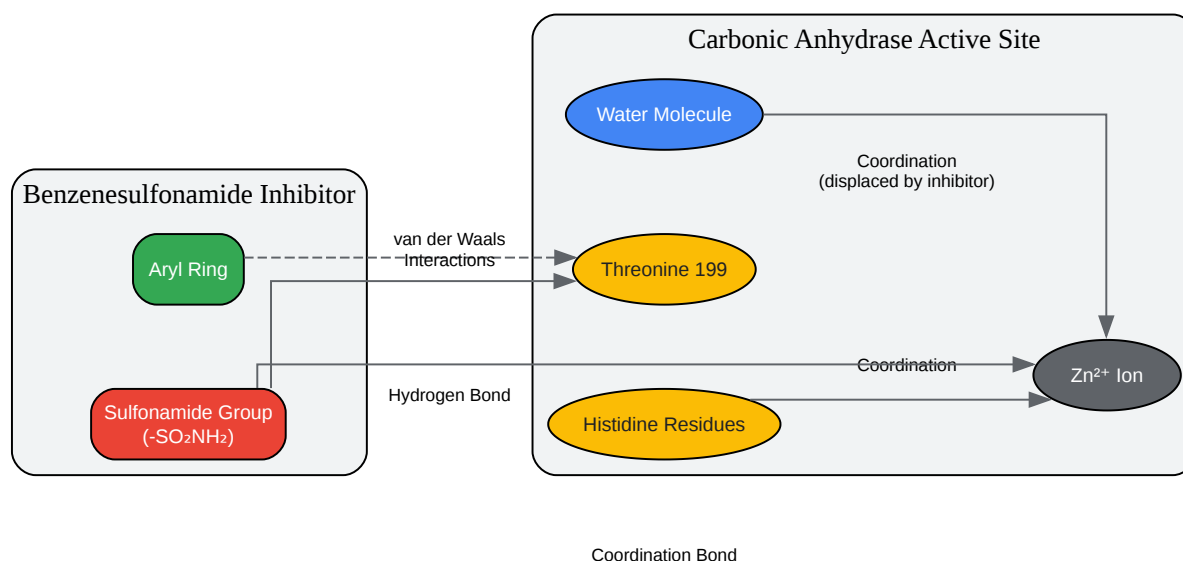 Carbonic Anhydrase Active Site
Water Molecule
Coordination
(displaced by inhibitor)
Benzenesulfonamide Inhibitor
Aryl Ring
van der Waals
Interactions
Threonine 199
Coordination
Zn²⁺ Ion
Hydrogen Bond
Sulfonamide Group
(-SO₂NH₂)
Histidine Residues
Coordination Bond